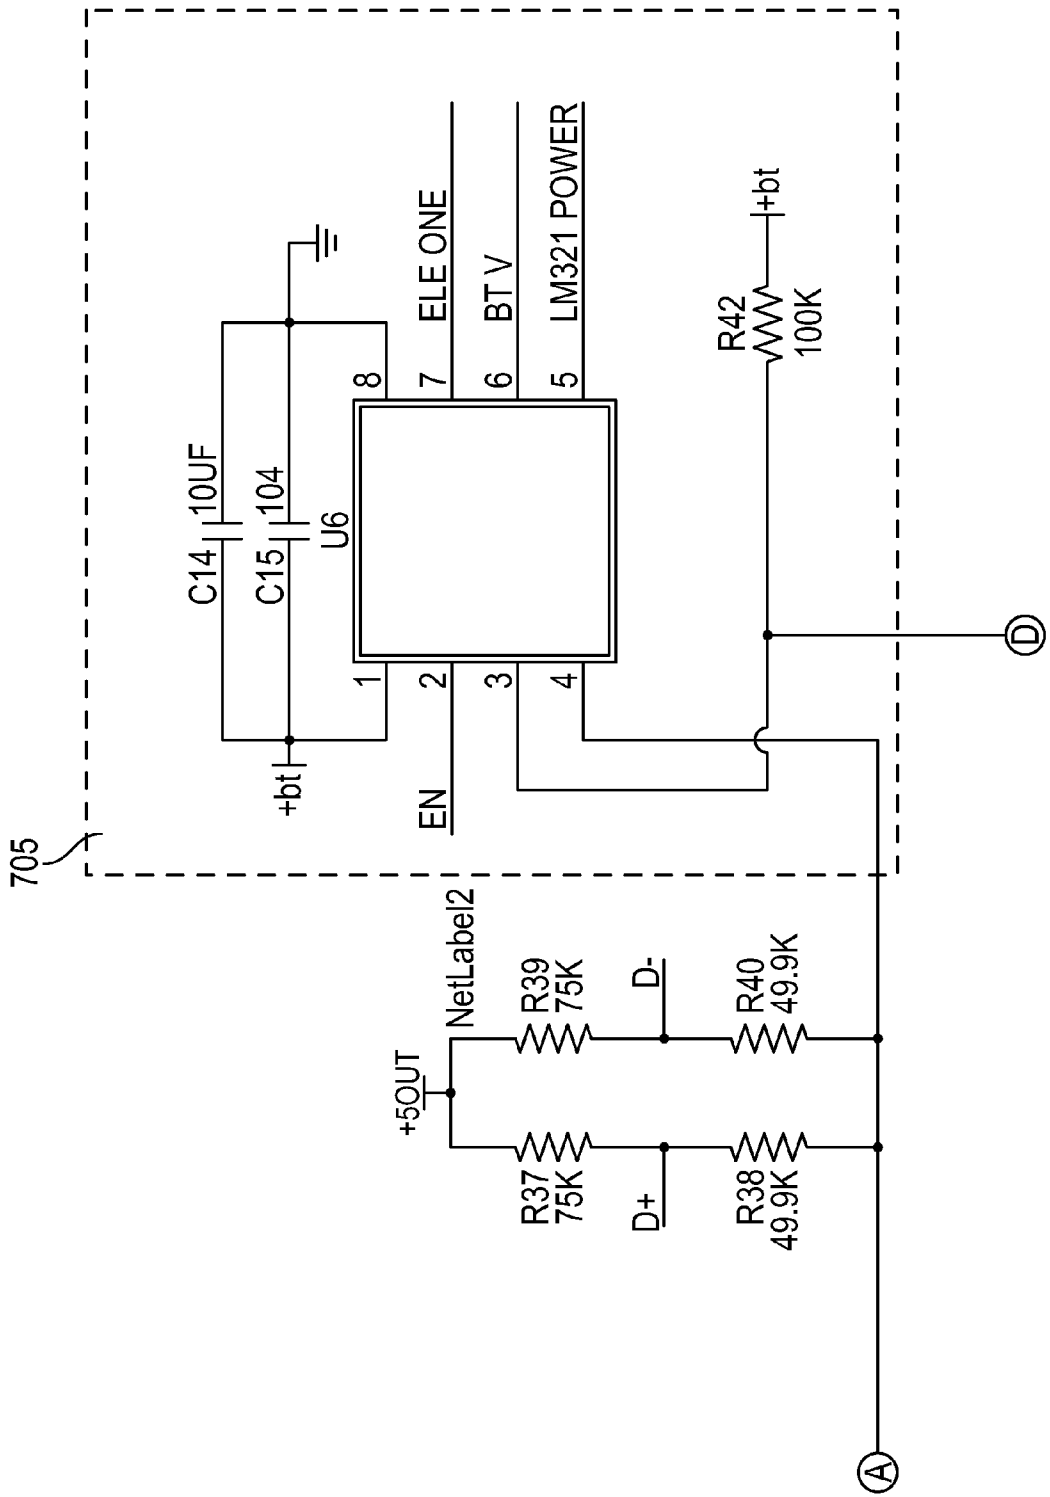 705
+bt
C14 10UF
C15 104
U6
1
2
3
4
8
7
6
5
EN
ELE ONE
BT V
LM321 POWER
R42
100K
+bt
D
+5OUT
NetLabel2
R37
75K
R39
75K
D+
D-
R38
49.9K
R40
49.9K
A